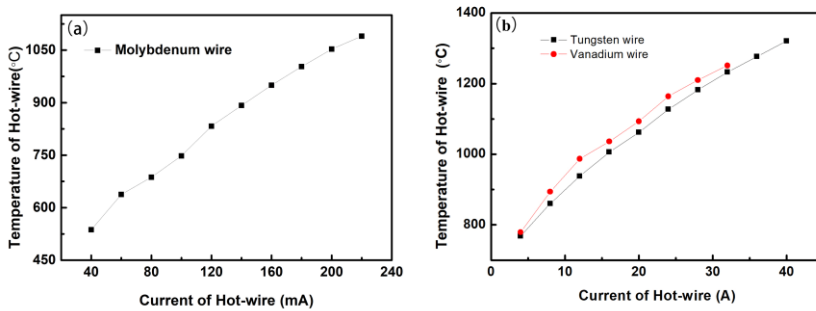 (a)
Molybdenum wire
Temperature of Hot-wire(°C)
1050
900
750
600
450
40 80 120 160 200 240
Current of Hot-wire (mA)
(b)
Tungsten wire
Vanadium wire
Temperature of Hot-wire (°C)
1400
1200
1000
800
0 10 20 30 40
Current of Hot-wire (A)